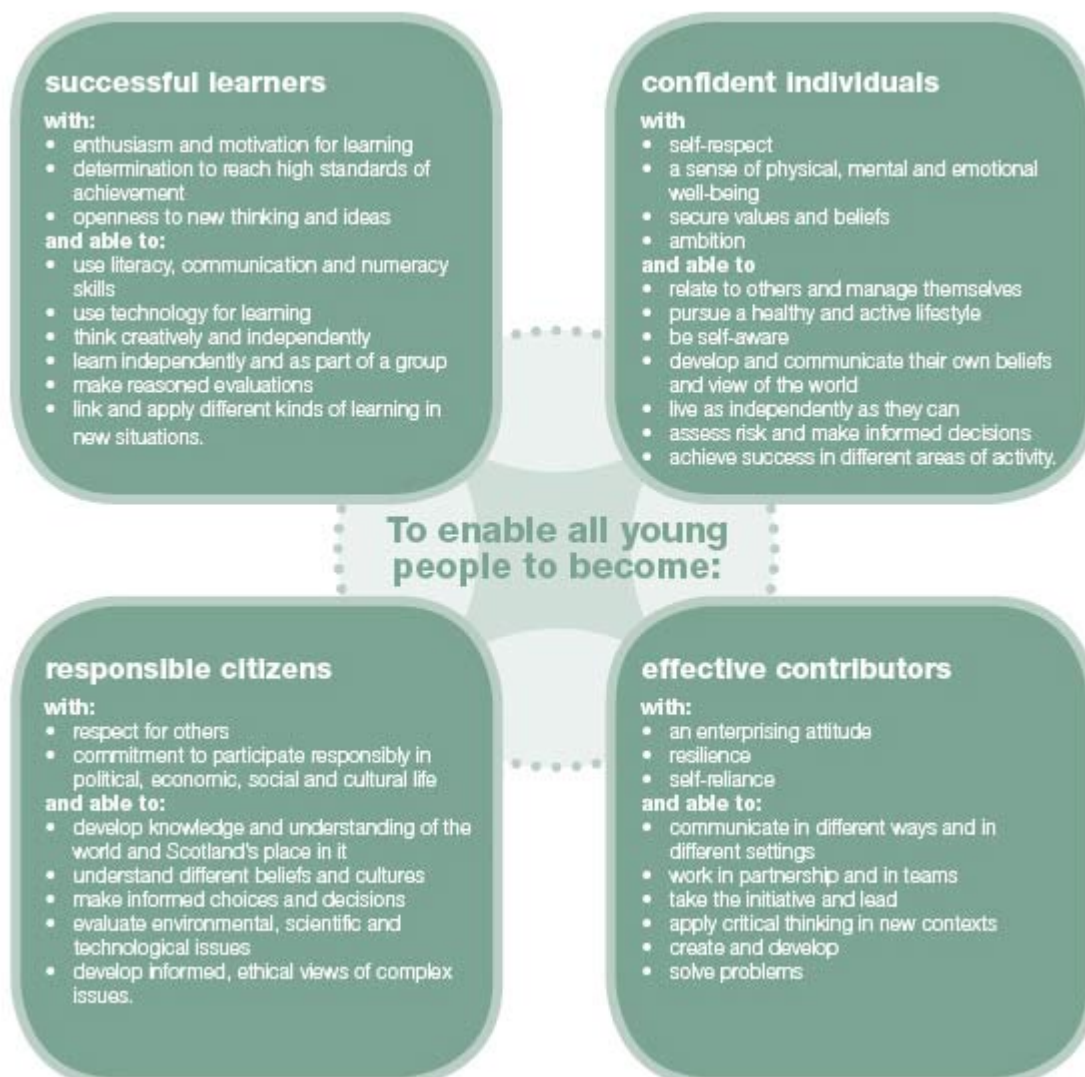 successful learners
with:
• enthusiasm and motivation for learning
• determination to reach high standards of
achievement
• openness to new thinking and ideas
and able to:
• use literacy, communication and numeracy
skills
• use technology for learning
• think creatively and independently
• learn independently and as part of a group
• make reasoned evaluations
• link and apply different kinds of learning in
new situations.
confident individuals
with
• self-respect
• a sense of physical, mental and emotional
well-being
• secure values and beliefs
• ambition
and able to
• relate to others and manage themselves
• pursue a healthy and active lifestyle
• be self-aware
• develop and communicate their own beliefs
and view of the world
• live as independently as they can
• assess risk and make informed decisions
• achieve success in different areas of activity.
To enable all young
people to become:
responsible citizens
with:
• respect for others
• commitment to participate responsibly in
political, economic, social and cultural life
and able to:
• develop knowledge and understanding of the
world and Scotland's place in it
• understand different beliefs and cultures
• make informed choices and decisions
• evaluate environmental, scientific and
technological issues
• develop informed, ethical views of complex
issues.
effective contributors
with:
• an enterprising attitude
• resilience
• self-reliance
and able to:
• communicate in different ways and in
different settings
• work in partnership and in teams
• take the initiative and lead
• apply critical thinking in new contexts
• create and develop
• solve problems